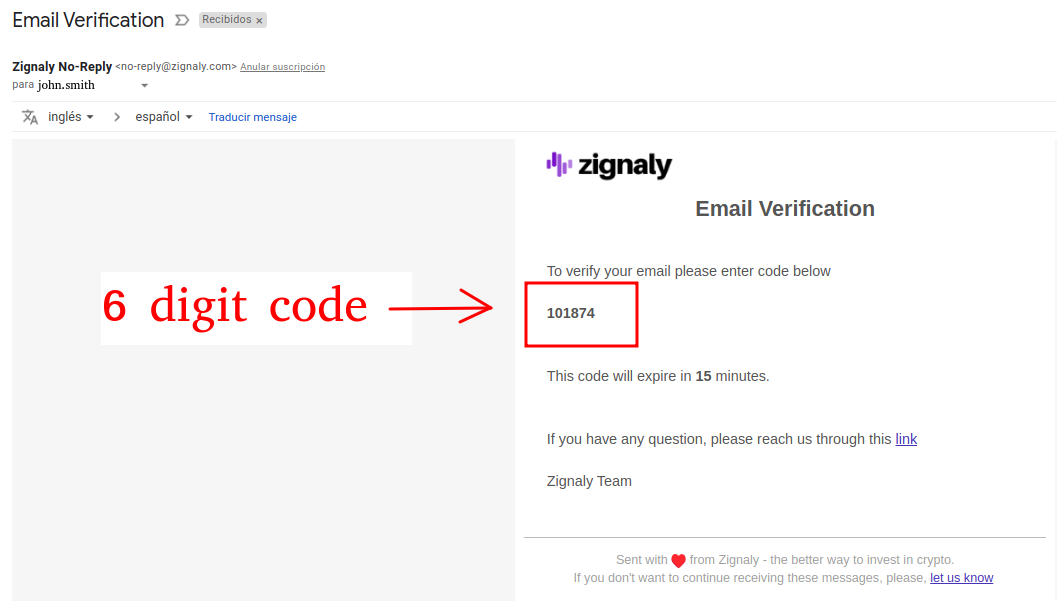 Email Verification
Recibidos ×
Zignaly No-Reply <no-reply@zignaly.com> Anular suscripción
para john.smith
inglés > español Traducir mensaje
zignaly
Email Verification
To verify your email please enter code below
6 digit code
101874
This code will expire in 15 minutes.
If you have any question, please reach us through this link
Zignaly Team
Sent with ❤ from Zignaly - the better way to invest in crypto.
If you don't want to continue receiving these messages, please, let us know